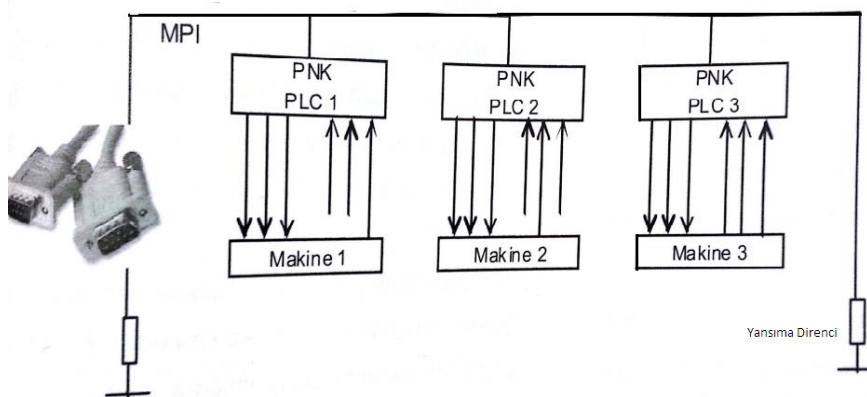 MPI
PNK
PLC 1
PNK
PLC 2
PNK
PLC 3
Makine 1
Makine 2
Makine 3
Yansıma Direnci